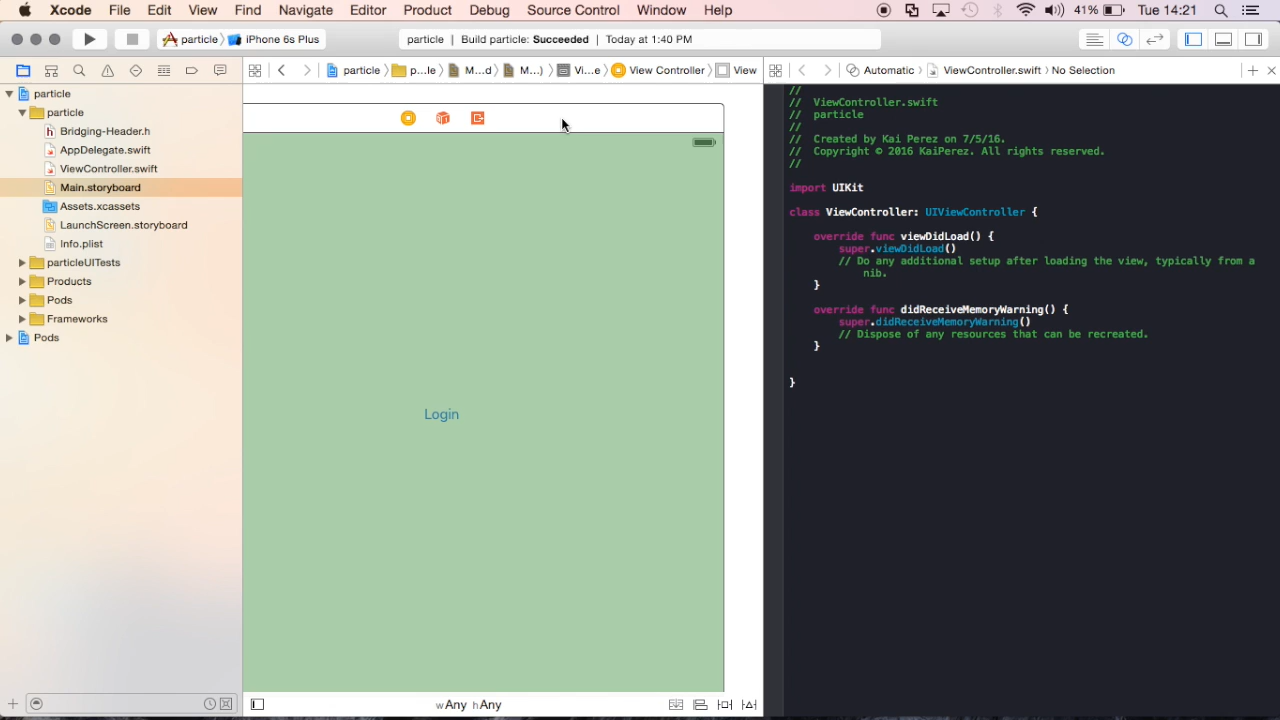 Xcode File Edit View Find Navigate Editor Product Debug Source Control Window Help 41% Tue 14:21
particle iPhone 6s Plus particle | Build particle: Succeeded | Today at 1:40 PM
particle p...le M...d M...) Vi...e View Controller View Automatic ViewController.swift No Selection
particle
particle
Bridging-Header.h
AppDelegate.swift
ViewController.swift
Main.storyboard
Assets.xcassets
LaunchScreen.storyboard
Info.plist
particleUITests
Products
Pods
Frameworks
Pods
Login
wAny hAny
//
// ViewController.swift
// particle
//
// Created by Kai Perez on 7/5/16.
// Copyright © 2016 KaiPerez. All rights reserved.
//
import UIKit
class ViewController: UIViewController {
override func viewDidLoad() {
super.viewDidLoad()
// Do any additional setup after loading the view, typically from a
nib.
}
override func didReceiveMemoryWarning() {
super.didReceiveMemoryWarning()
// Dispose of any resources that can be recreated.
}
}